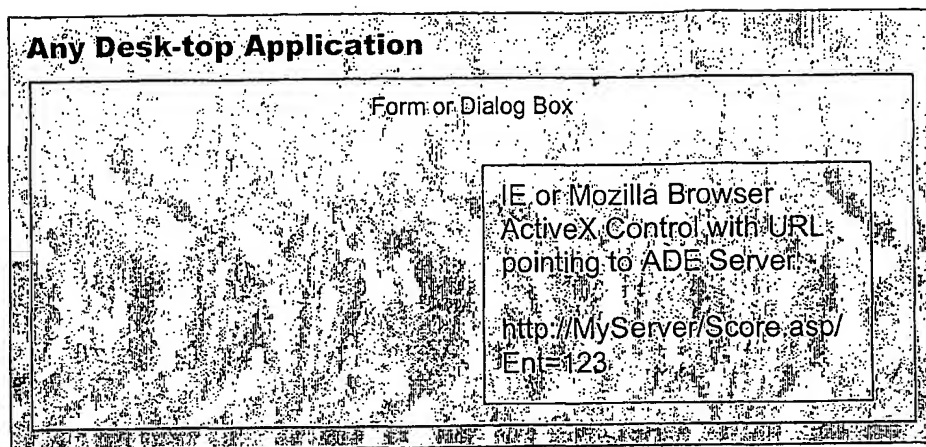 Any Desk-top Application
Form or Dialog Box
IE or Mozilla Browser
ActiveX Control with URL
pointing to ADE Server.
http://MyServer/Score.asp/
Ent=123